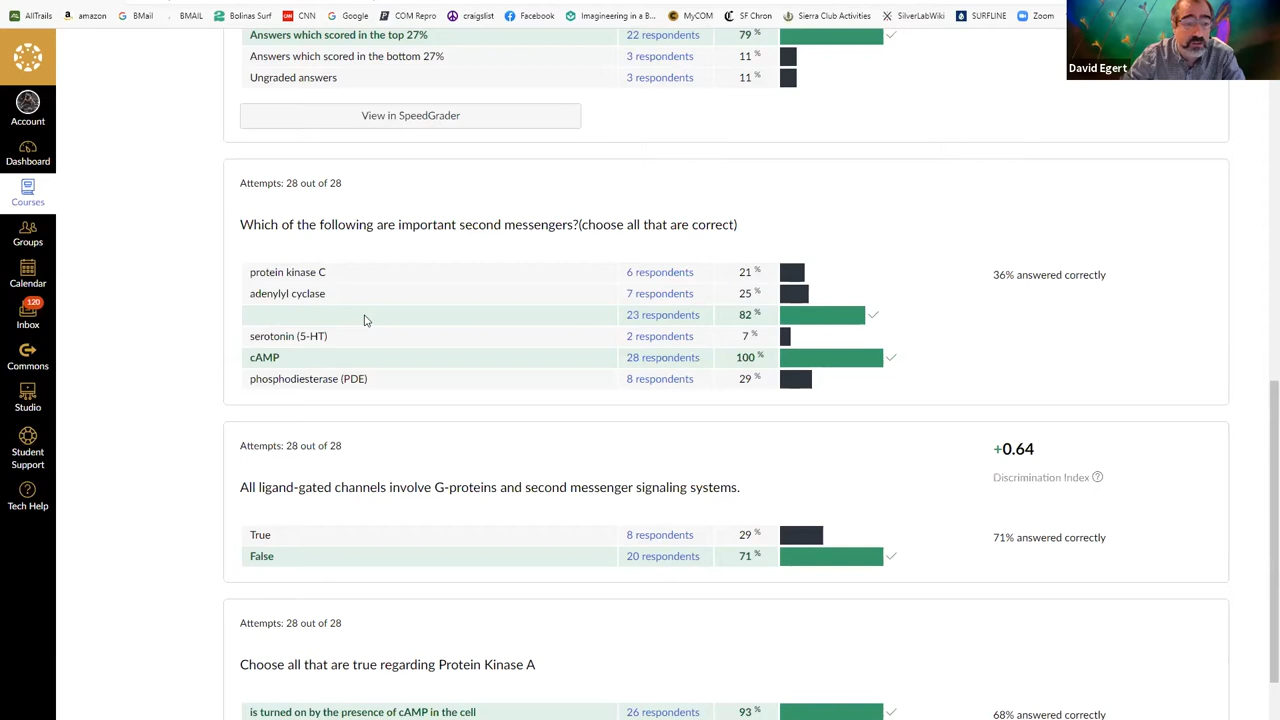 AllTrails amazon BMail BMAIL Bolinas Surf CNN Google COM Repro craigslist Facebook Imagineering in a B... MyCOM SF Chron Sierra Club Activities SilverLabWiki SURFLINE Zoom
David Egert
Account
Dashboard
Courses
Groups
Calendar
120
Inbox
Commons
Studio
Student
Support
Tech Help
Answers which scored in the top 27% 22 respondents 79 %
Answers which scored in the bottom 27% 3 respondents 11 %
Ungraded answers 3 respondents 11 %
View in SpeedGrader
Attempts: 28 out of 28
Which of the following are important second messengers?(choose all that are correct)
protein kinase C 6 respondents 21 %
36% answered correctly
adenylyl cyclase 7 respondents 25 %
23 respondents 82 %
serotonin (5-HT) 2 respondents 7 %
cAMP 28 respondents 100 %
phosphodiesterase (PDE) 8 respondents 29 %
Attempts: 28 out of 28
+0.64
Discrimination Index ?
All ligand-gated channels involve G-proteins and second messenger signaling systems.
True 8 respondents 29 %
71% answered correctly
False 20 respondents 71 %
Attempts: 28 out of 28
Choose all that are true regarding Protein Kinase A
is turned on by the presence of cAMP in the cell 26 respondents 93 %
68% answered correctly